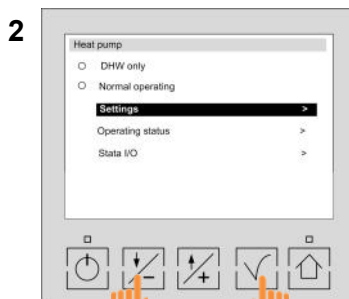 2
Heat pump
DHW only
Normal operating
Settings >
Operating status >
Stata I/O >